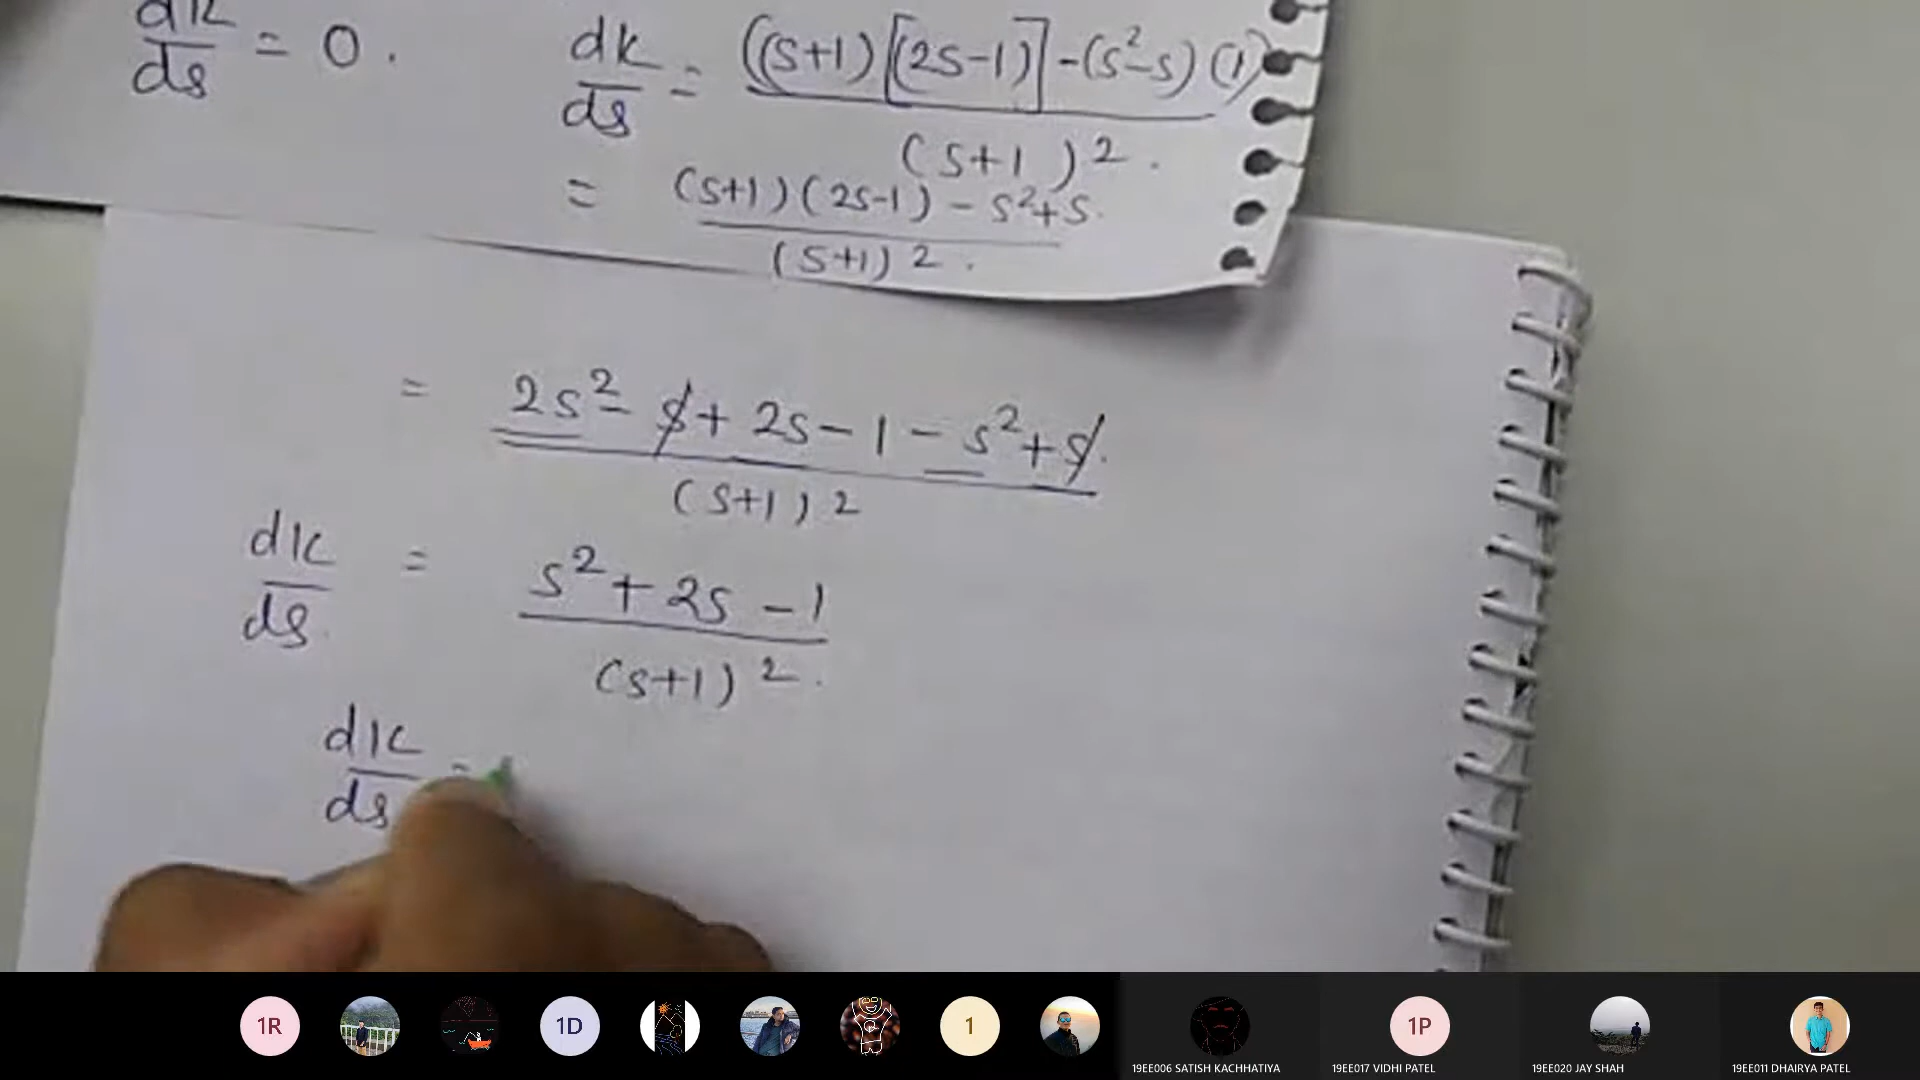 dK/ds = 0. dK/ds = ((s+1)[(2s-1)] - (s²-s)(1) / (s+1)².
= (s+1)(2s-1) - s²+s. / (s+1)².
= 2s² - s + 2s - 1 - s² + s. / (s+1)²
dK/ds = s² + 2s - 1 / (s+1)².
dK/ds =
1R 1D 1 1P
19EE006 SATISH KACHHATIYA 19EE017 VIDHI PATEL 19EE020 JAY SHAH 19EE011 DHAIRYA PATEL